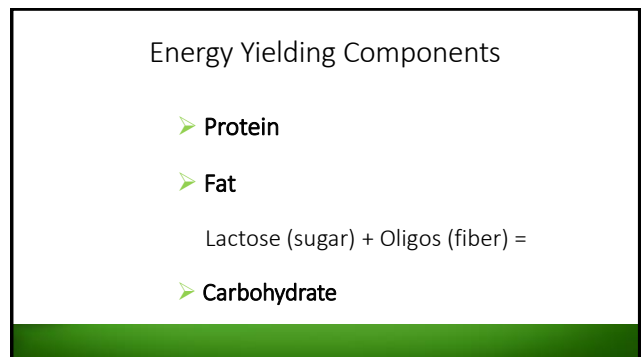 Energy Yielding Components
Protein
Fat
Lactose (sugar) + Oligos (fiber) =
Carbohydrate